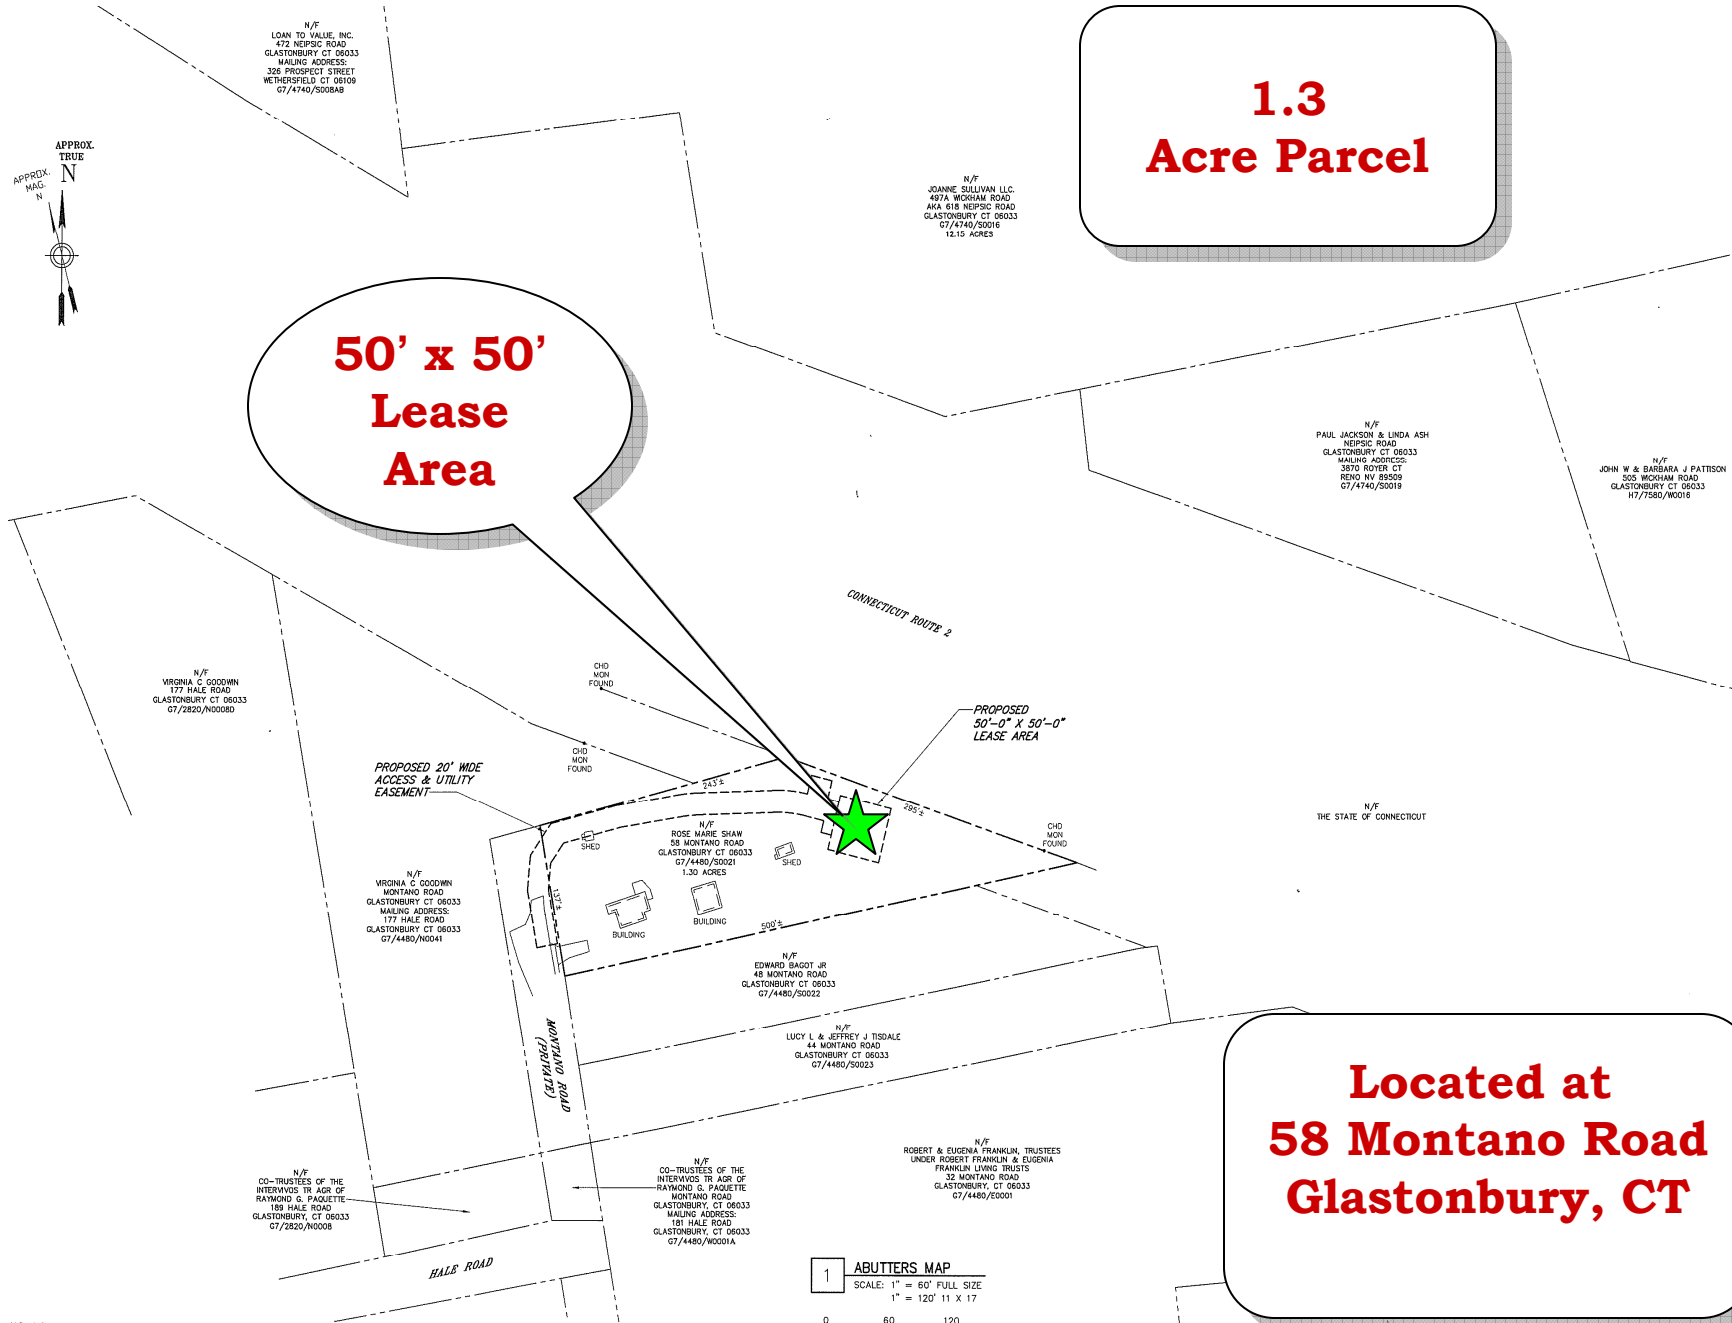 N/F
LOAN TO VALUE, INC.
472 NEIPSIC ROAD
GLASTONBURY CT 06033
MAILING ADDRESS:
326 PROSPECT STREET
WETHERSFIELD CT 06109
G7/4740/S008AB
1.3
Acre Parcel
APPROX.
TRUE
N
APPROX.
MAG.
N
N/F
JOANNE SULLIVAN LLC.
497A WICKHAM ROAD
AKA 618 NEIPSIC ROAD
GLASTONBURY CT 06033
G7/4740/S0016
12.15 ACRES
50’ x 50’
Lease
Area
N/F
PAUL JACKSON & LINDA ASH
NEIPSIC ROAD
GLASTONBURY CT 06033
MAILING ADDRESS:
3870 ROYER CT
RENO NV 89509
G7/4740/S0019
N/F
JOHN W & BARBARA J PATTISON
505 WICKHAM ROAD
GLASTONBURY CT 06033
H7/7580/W0016
CONNECTICUT ROUTE 2
N/F
VIRGINIA C GOODWIN
177 HALE ROAD
GLASTONBURY CT 06033
G7/2820/N0008D
CHD
MON
FOUND
CHD
MON
FOUND
PROPOSED
50'-0" X 50'-0"
LEASE AREA
PROPOSED 20' WIDE
ACCESS & UTILITY
EASEMENT
243'±
295'±
N/F
ROSE MARIE SHAW
58 MONTANO ROAD
GLASTONBURY CT 06033
G7/4480/S0021
1.30 ACRES
SHED
SHED
CHD
MON
FOUND
N/F
THE STATE OF CONNECTICUT
N/F
VIRGINIA C GOODWIN
MONTANO ROAD
GLASTONBURY CT 06033
MAILING ADDRESS:
177 HALE ROAD
GLASTONBURY CT 06033
G7/4480/N0041
137'±
BUILDING
BUILDING
500'±
N/F
EDWARD BAGOT JR
48 MONTANO ROAD
GLASTONBURY CT 06033
G7/4480/S0022
N/F
LUCY L & JEFFREY J TISDALE
44 MONTANO ROAD
GLASTONBURY CT 06033
G7/4480/S0023
MONTANO ROAD
(PRIVATE)
Located at
58 Montano Road
Glastonbury, CT
N/F
CO-TRUSTEES OF THE
INTERVIVOS TR AGR OF
RAYMOND G. PAQUETTE
189 HALE ROAD
GLASTONBURY, CT 06033
G7/2820/N0008
N/F
CO-TRUSTEES OF THE
INTERVIVOS TR AGR OF
RAYMOND G. PAQUETTE
MONTANO ROAD
GLASTONBURY, CT 06033
MAILING ADDRESS:
181 HALE ROAD
GLASTONBURY, CT 06033
G7/4480/W0001A
N/F
ROBERT & EUGENIA FRANKLIN, TRUSTEES
UNDER ROBERT FRANKLIN & EUGENIA
FRANKLIN LIVING TRUSTS
32 MONTANO ROAD
GLASTONBURY, CT 06033
G7/4480/E0001
HALE ROAD
1
ABUTTERS MAP
SCALE: 1" = 60' FULL SIZE
1" = 120' 11 X 17
0 60 120